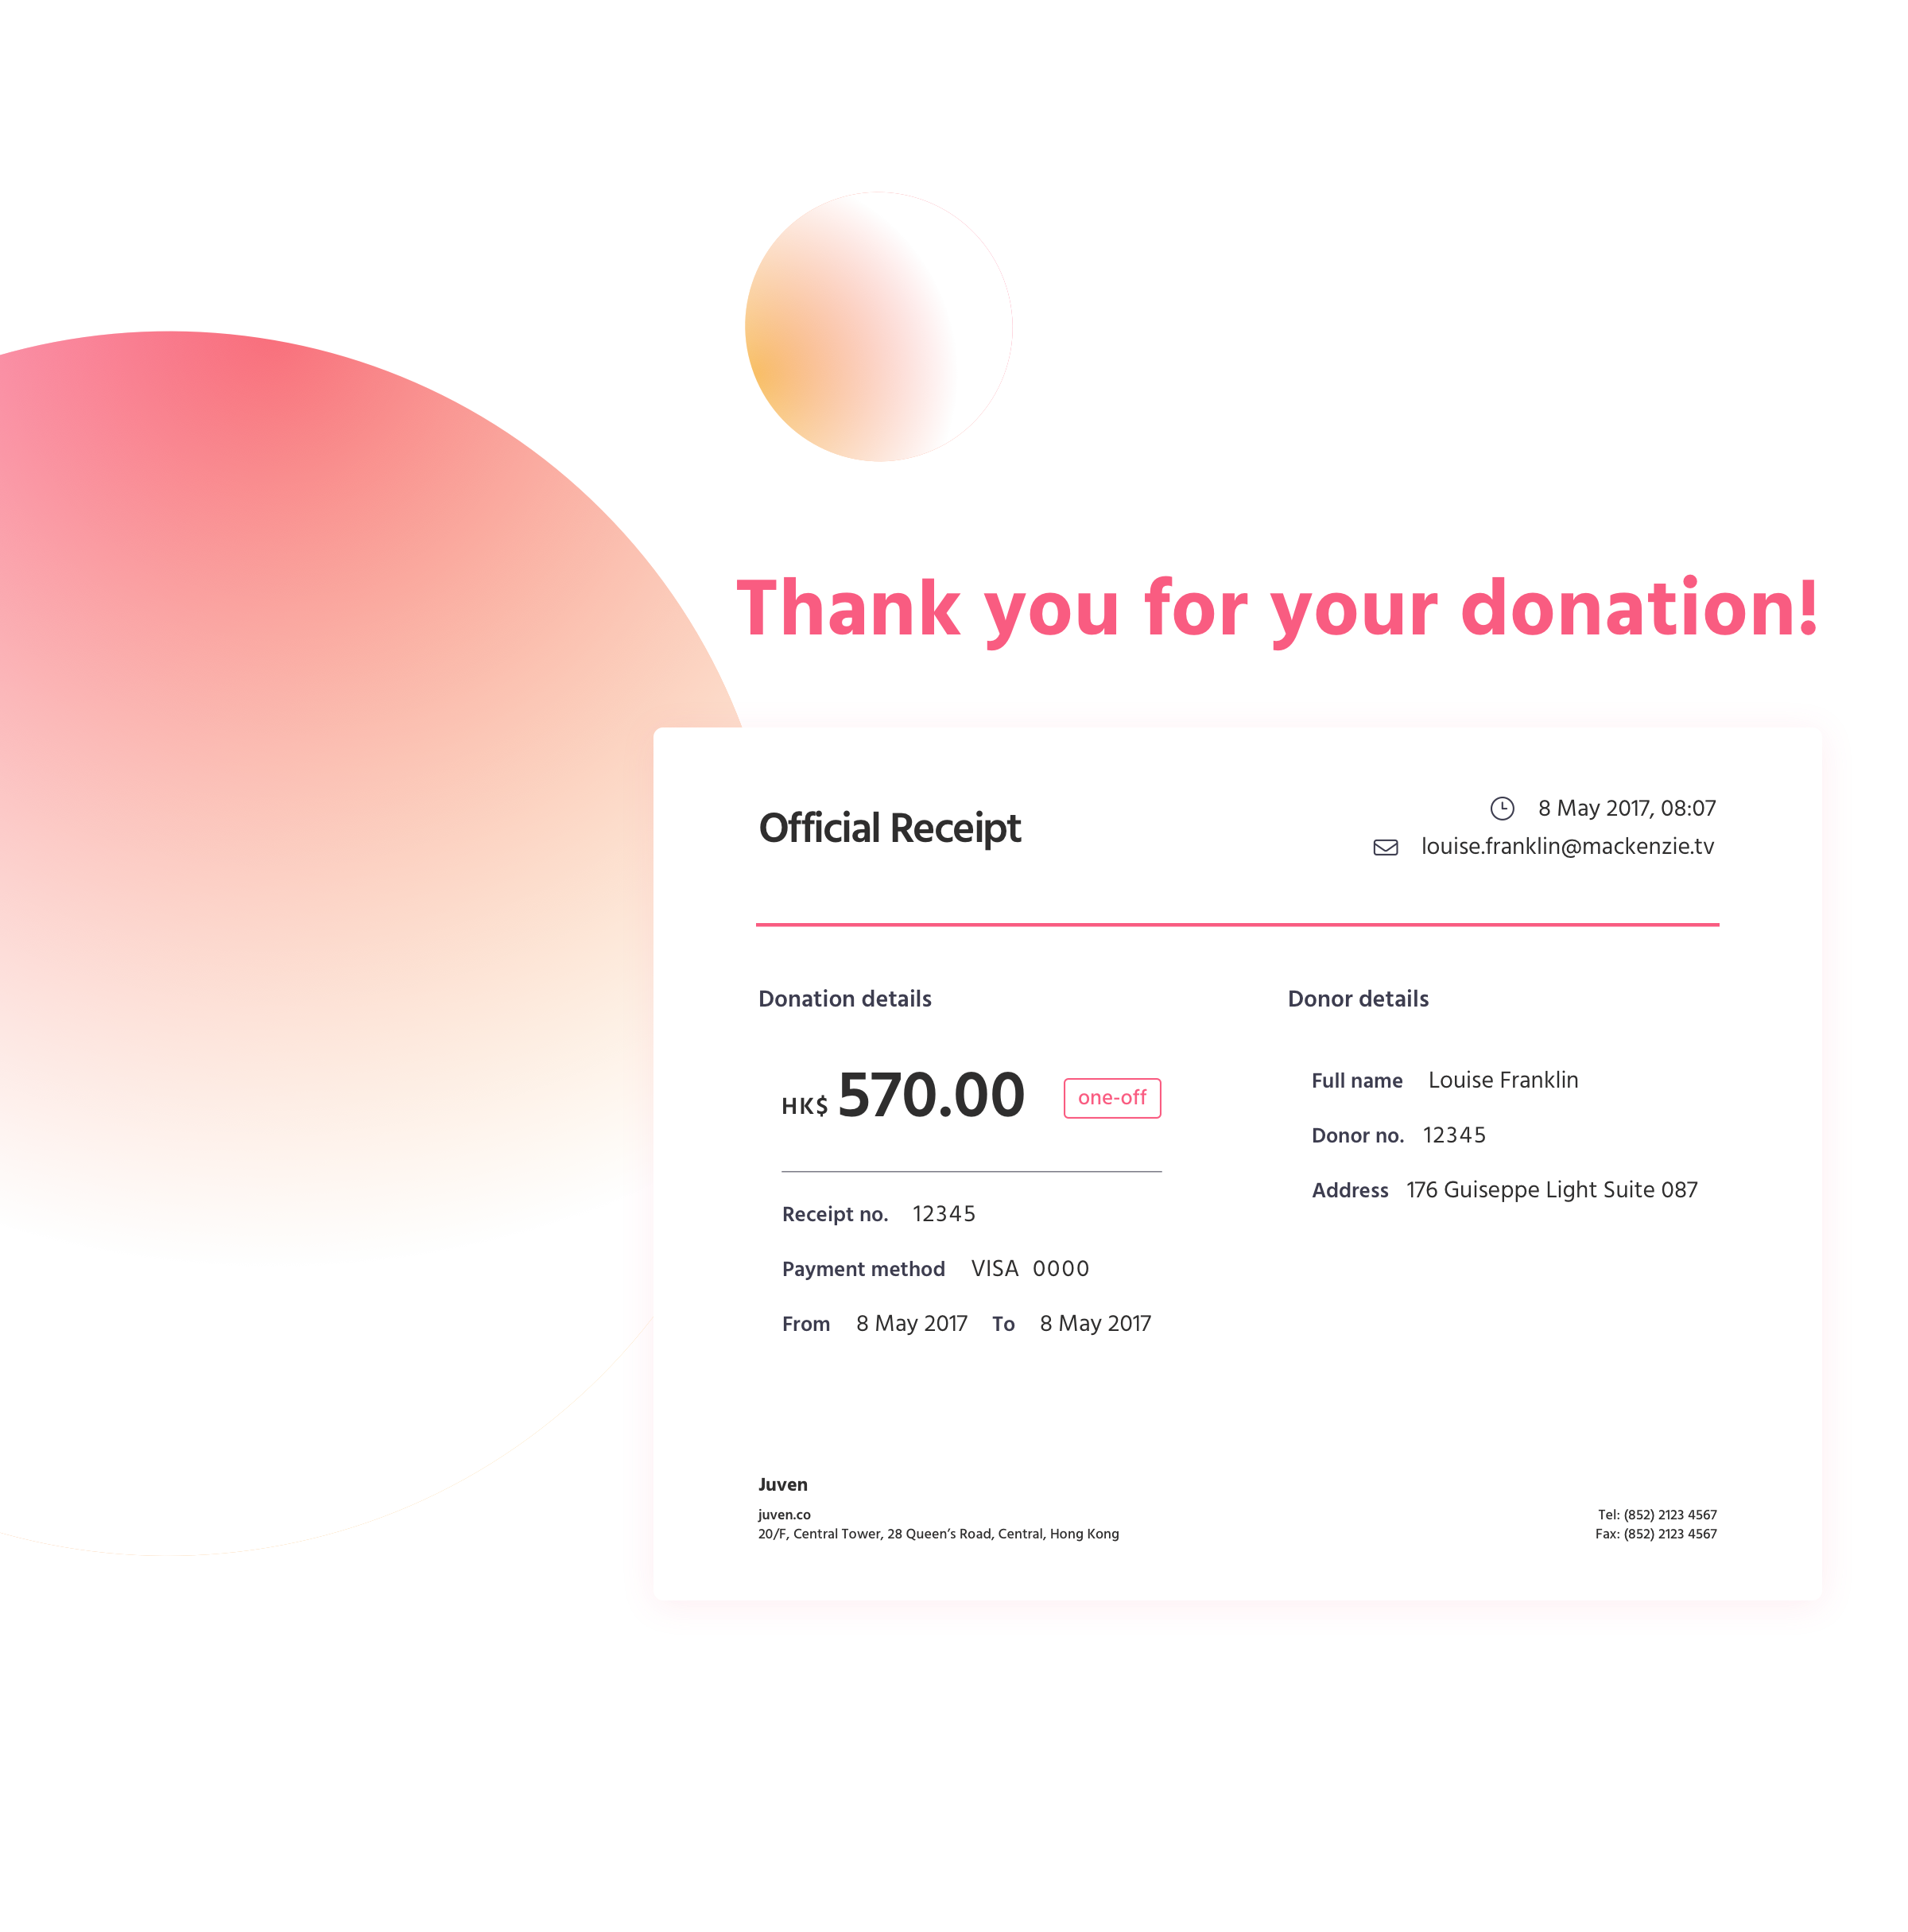 Thank you for your donation!
Official Receipt
8 May 2017, 08:07
louise.franklin@mackenzie.tv
Donation details
HK$ 570.00 one-off
Receipt no. 12345
Payment method VISA 0000
From 8 May 2017 To 8 May 2017
Donor details
Full name Louise Franklin
Donor no. 12345
Address 176 Guiseppe Light Suite 087
Juven
juven.co
20/F, Central Tower, 28 Queen’s Road, Central, Hong Kong
Tel: (852) 2123 4567
Fax: (852) 2123 4567